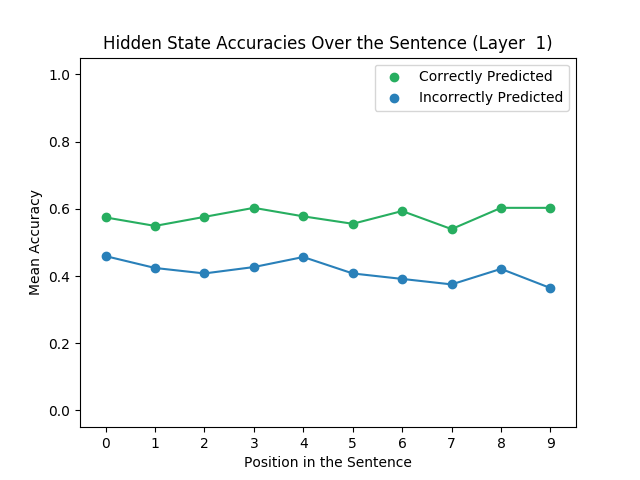 Hidden State Accuracies Over the Sentence (Layer  1)
Correctly Predicted
Incorrectly Predicted
Mean Accuracy
1.0
0.8
0.6
0.4
0.2
0.0
0 1 2 3 4 5 6 7 8 9
Position in the Sentence